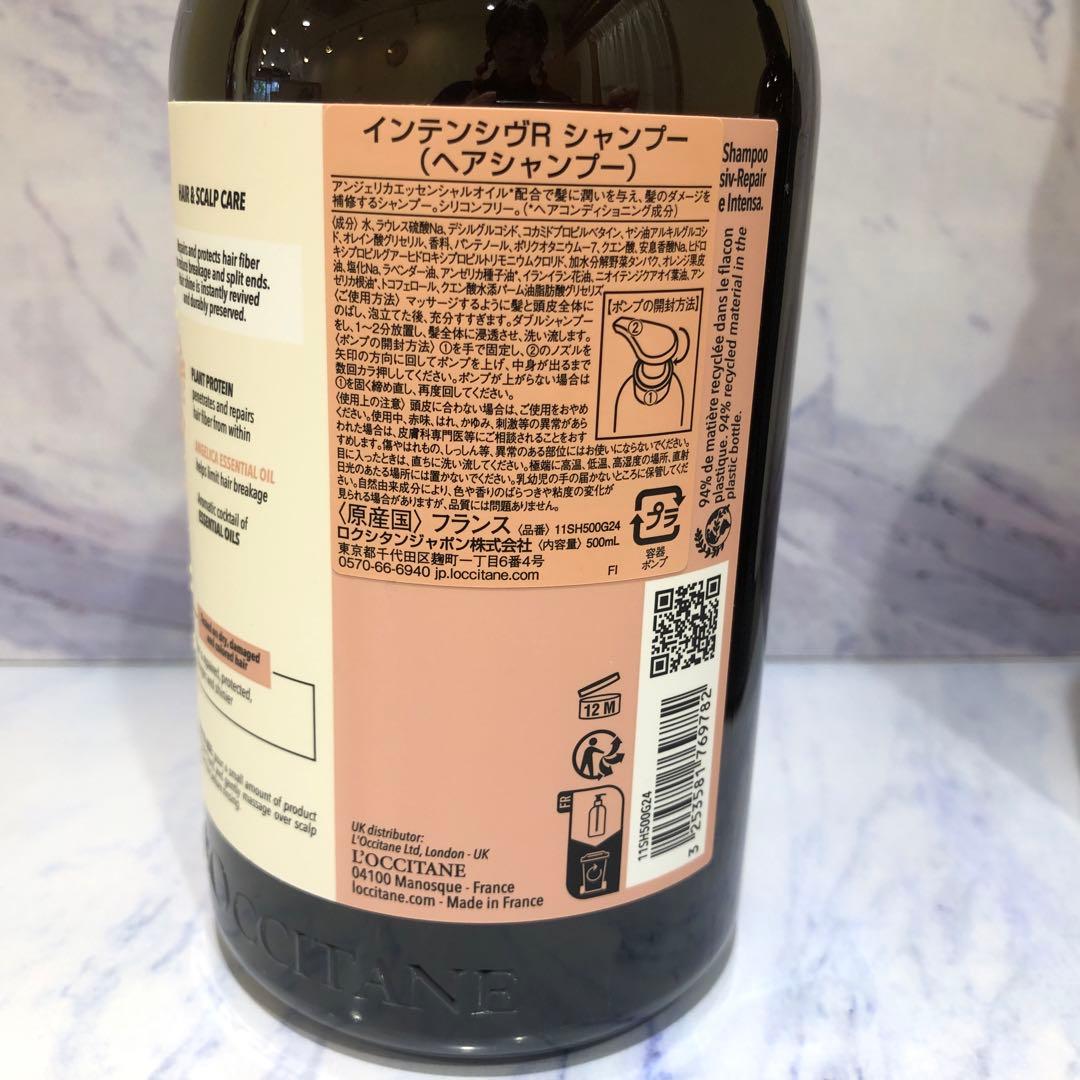 HAIR & SCALP CARE
and protects hair fiber
breakage and split ends.
shine is instantly revived
and durably preserved.
PLANT PROTEIN
penetrates and repairs
hair fiber from within
ANGELICA ESSENTIAL OIL
helps limit hair breakage
Aromatic cocktail of
ESSENTIAL OILS
dry, damaged
and colored hair
protected,
and shinier
a small amount of product
and gently massage over scalp
インテンシヴR シャンプー
(ヘアシャンプー)
アンジェリカエッセンシャルオイル*配合で髪に潤いを与え、髪のダメージを
補修するシャンプー。シリコンフリー。(*ヘアコンディショニング成分)
〈成分〉水、ラウレス硫酸Na、デシルグルコシド、コカミドプロピルベタイン、ヤシ油アルキルグルコシ
ド、オレイン酸グリセリル、香料、パンテノール、ポリクオタニウム-7、クエン酸、安息香酸Na、ヒドロ
キシプロピルグアーヒドロキシプロピルトリモニウムクロリド、加水分解野菜タンパク、オレンジ果皮
油、塩化Na、ラベンダー油、アンゼリカ種子油*、イランイラン花油、ニオイテンジクアオイ葉油、アン
ゼリカ根油*、トコフェロール、クエン酸水添パーム油脂肪酸グリセリズ
〈ご使用方法〉マッサージするように髪と頭皮全体に
のばし、泡立てた後、充分すすぎます。ダブルシャンプー
をし、1～2分放置し、髪全体に浸透させ、洗い流します。
〈ポンプの開封方法〉①を手で固定し、②のノズルを
矢印の方向に回してポンプを上げ、中身が出るまで
数回カラ押ししてください。ポンプが上がらない場合は
①を固く締め直し、再度回してください。
【ポンプの開封方法】
②
①
〈使用上の注意〉頭皮に合わない場合は、ご使用をおやめ
ください。使用中、赤味、はれ、かゆみ、刺激等の異常があら
われた場合は、皮膚科専門医等にご相談されることをおす
すめします。傷やはれもの、しっしん等、異常のある部位にはお使いにならないでください。
目に入ったときは、直ちに洗い流してください。極端に高温、低温、高湿度の場所、直射
日光のあたる場所には置かないでください。乳幼児の手の届かないところに保管してくだ
さい。自然由来成分により、色や香りのばらつきや粘度の変化が
見られる場合がありますが、品質には問題ありません。
〈原産国〉フランス 〈品番〉11SH500G24
ロクシタンジャポン株式会社 〈内容量〉500mL
東京都千代田区麹町一丁目6番4号
0570-66-6940 jp.loccitane.com FI
プラ
容器
ポンプ
Shampoo
siv-Repair
e Intensa.
94% de matière recyclée dans le flacon
plastique. 94% recycled material in the
plastic bottle.
12 M
FR
11SH500G24
3 253581 769782
UK distributor:
L'Occitane Ltd, London - UK
L'OCCITANE
04100 Manosque - France
loccitane.com - Made in France
L'OCCITANE